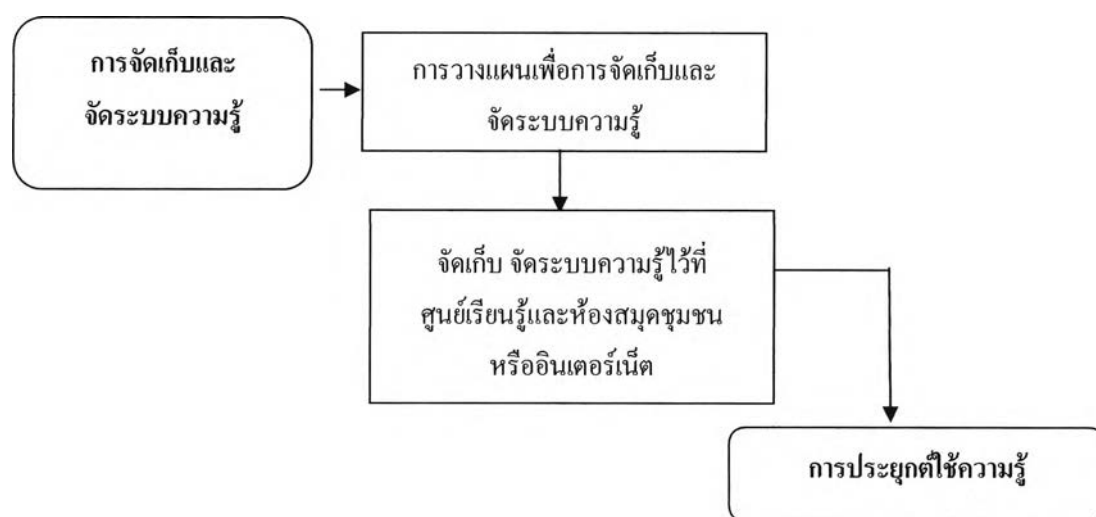 การจัดเก็บและ
จัดระบบความรู้
การวางแผนเพื่อการจัดเก็บและ
จัดระบบความรู้
จัดเก็บ จัดระบบความรู้ไว้ที่
ศูนย์เรียนรู้และห้องสมุดชุมชน
หรืออินเตอร์เน็ต
การประยุกต์ใช้ความรู้